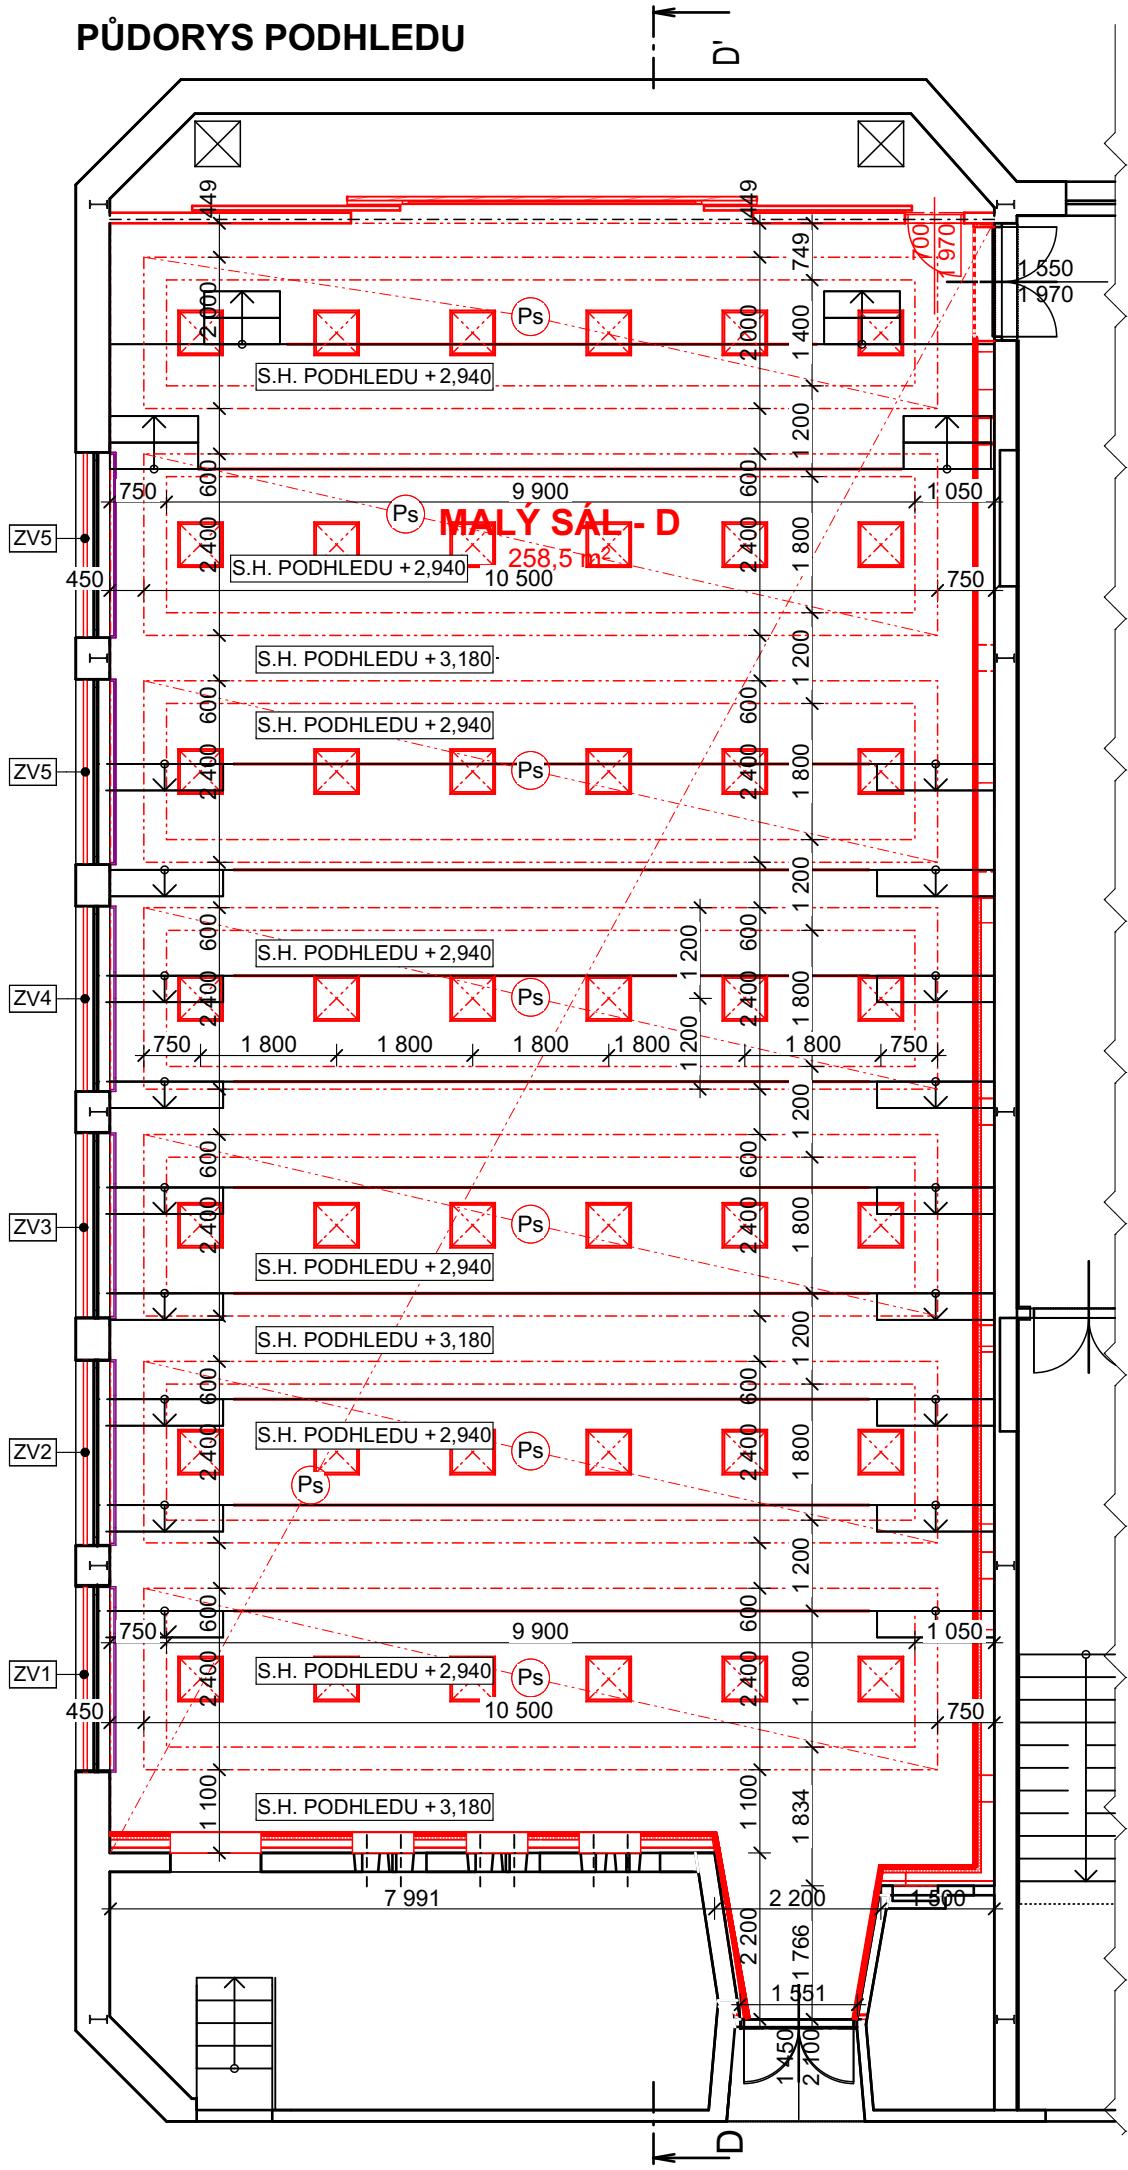 PŮDORYS PODHLEDU
D'
449
449
749
700
1 970
1 550
1 970
2 000
2 000
1 400
Ps
S.H. PODHLEDU +2,940
1 200
600
600
750
9 900
1 050
Ps
MALÝ SÁL - D
258,5 m²
ZV5
2 400
2 400
1 800
S.H. PODHLEDU +2,940
450
10 500
750
S.H. PODHLEDU +3,180
1 200
600
600
S.H. PODHLEDU +2,940
ZV5
2 400
Ps
2 400
1 800
1 200
600
600
1 200
S.H. PODHLEDU +2,940
ZV4
2 400
Ps
2 400
1 800
1 200
750
1 800
1 800
1 800
1 800
1 800
750
1 200
600
600
ZV3
2 400
Ps
2 400
1 800
S.H. PODHLEDU +2,940
S.H. PODHLEDU +3,180
1 200
600
600
S.H. PODHLEDU +2,940
ZV2
2 400
Ps
2 400
1 800
Ps
1 200
600
600
750
9 900
1 050
ZV1
2 400
S.H. PODHLEDU +2,940
Ps
2 400
1 800
450
10 500
750
1 100
S.H. PODHLEDU +3,180
1 100
1 834
7 991
2 200
1 500
2 200
1 766
1 551
1 450
2 100
D